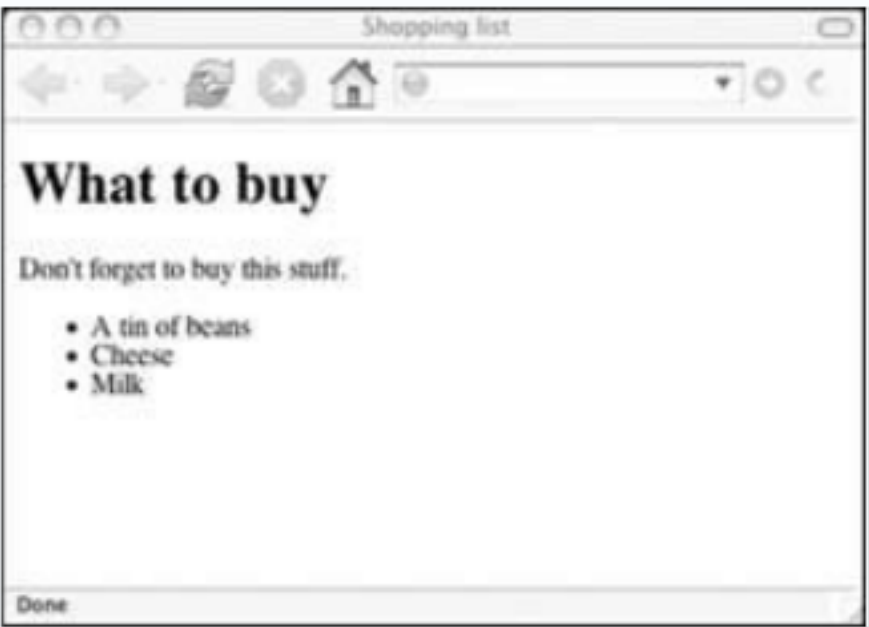 Shopping list
What to buy
Don't forget to buy this stuff.
• A tin of beans
• Cheese
• Milk
Done